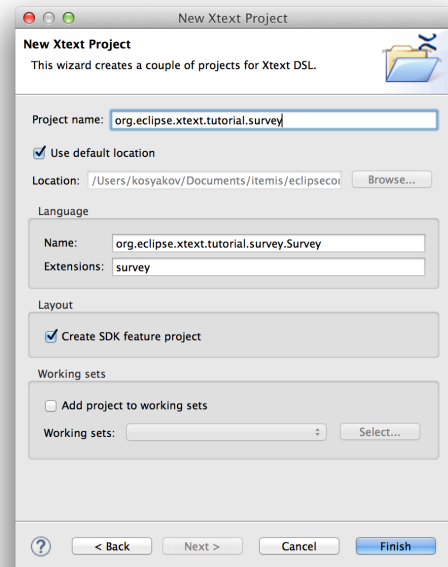 New Xtext Project
New Xtext Project
This wizard creates a couple of projects for Xtext DSL.
Project name: org.eclipse.xtext.tutorial.survey
Use default location
Location: /Users/kosyakov/Documents/itemis/eclipsecon Browse...
Language
Name: org.eclipse.xtext.tutorial.survey.Survey
Extensions: survey
Layout
Create SDK feature project
Working sets
Add project to working sets
Working sets: Select...
? < Back Next > Cancel Finish